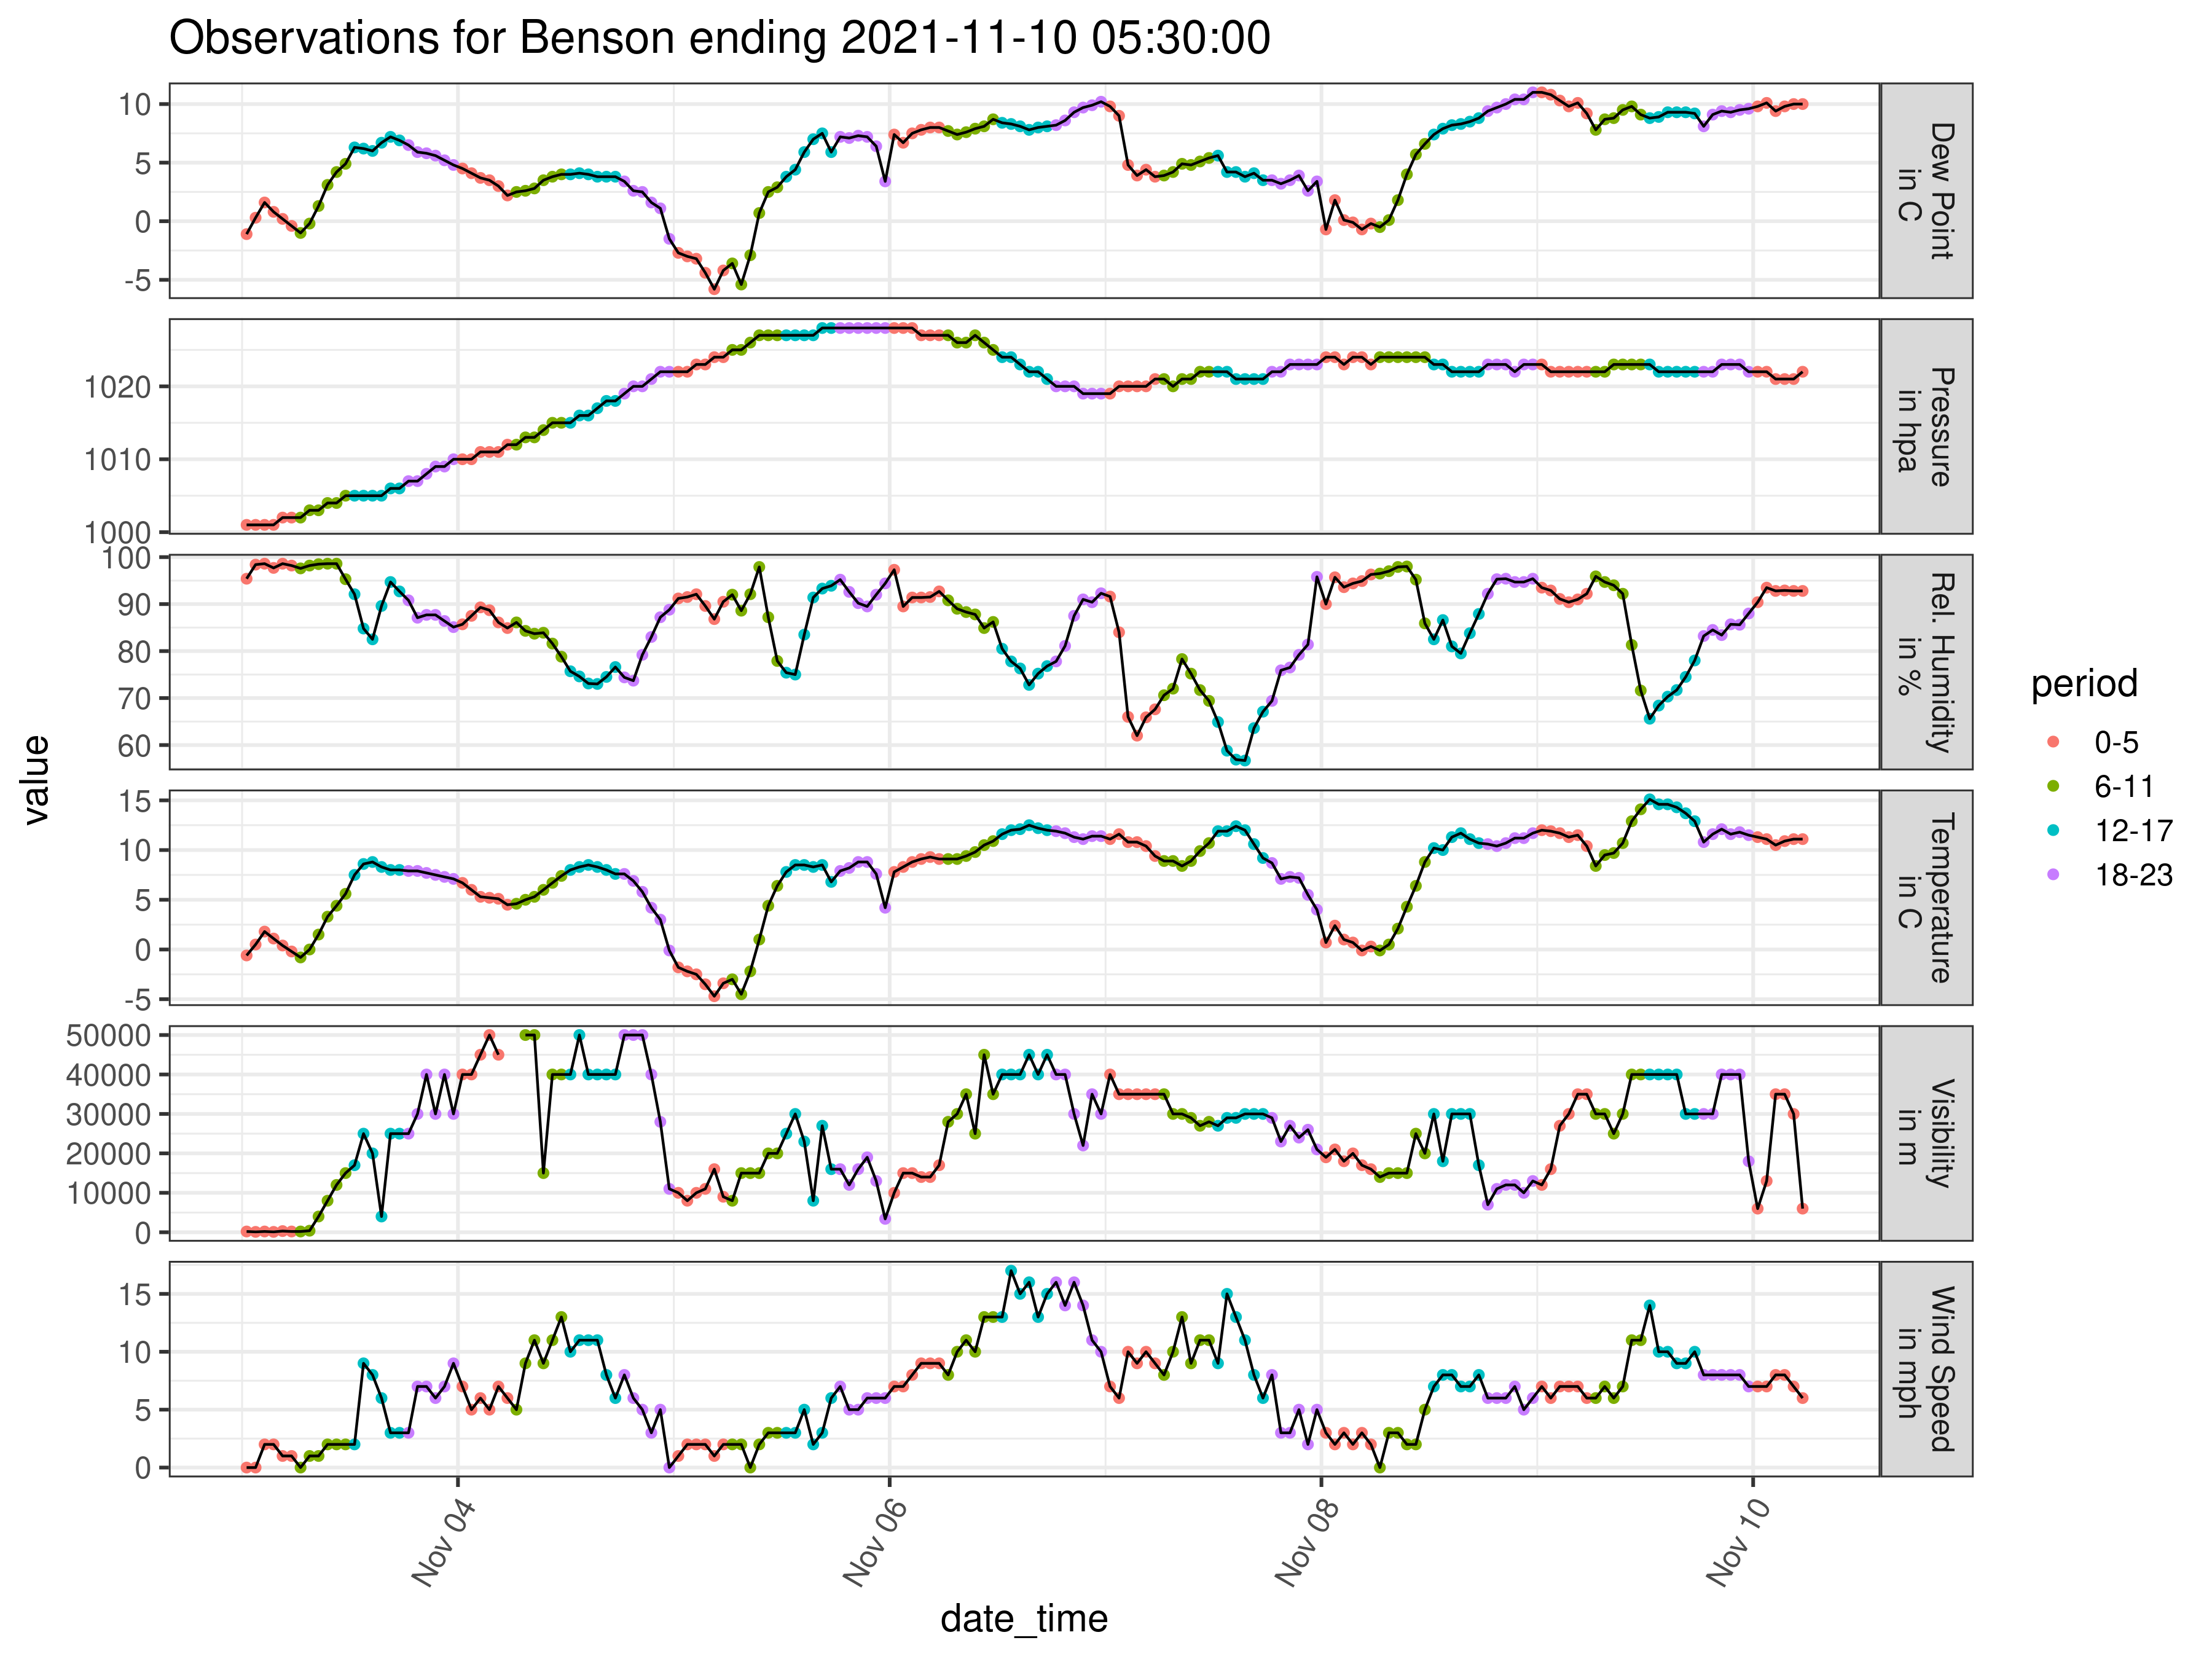 Observations for Benson ending 2021-11-10 05:30:00
value
10
5
0
-5
Dew Point
in C
1020
1010
1000
Pressure
in hpa
100
90
80
70
60
Rel. Humidity
in %
15
10
5
0
-5
Temperature
in C
50000
40000
30000
20000
10000
0
Visibility
in m
15
10
5
0
Wind Speed
in mph
Nov 04
Nov 06
Nov 08
Nov 10
date_time
period
0-5
6-11
12-17
18-23